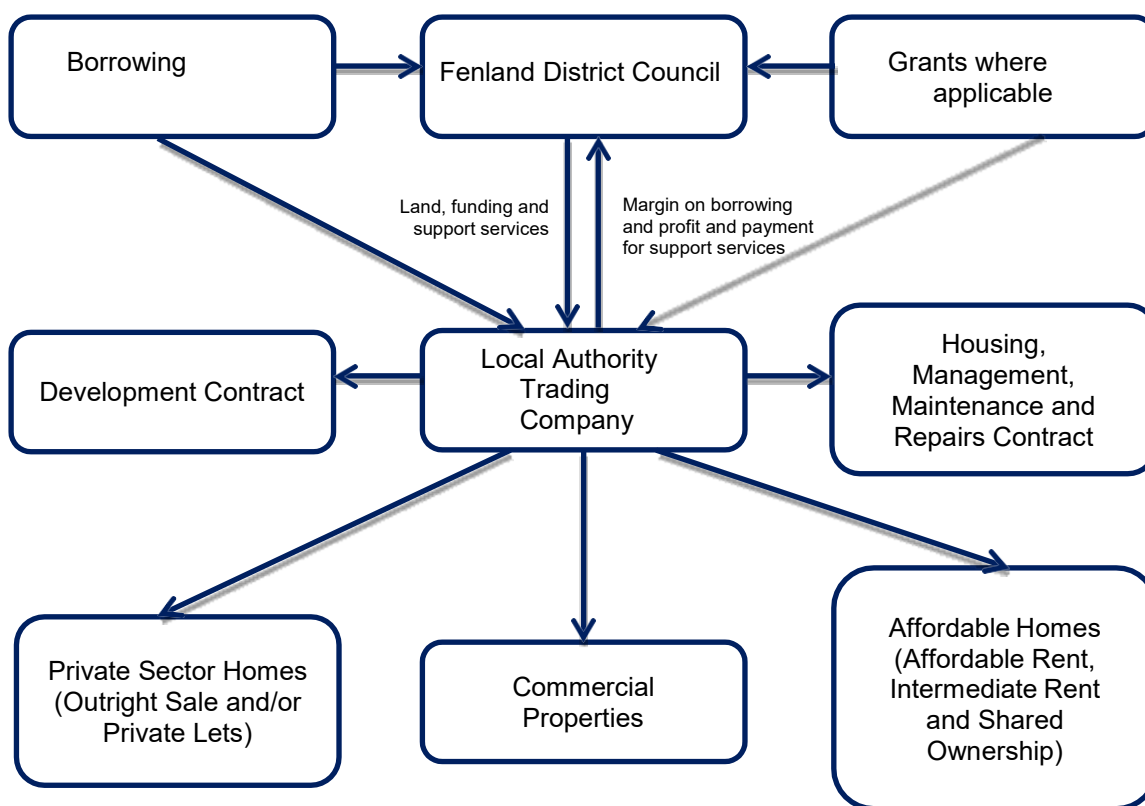 Borrowing
Fenland District Council
Grants where
applicable
Land, funding and
support services
Margin on borrowing
and profit and payment
for support services
Development Contract
Local Authority
Trading
Company
Housing,
Management,
Maintenance and
Repairs Contract
Private Sector Homes
(Outright Sale and/or
Private Lets)
Commercial
Properties
Affordable Homes
(Affordable Rent,
Intermediate Rent
and Shared
Ownership)